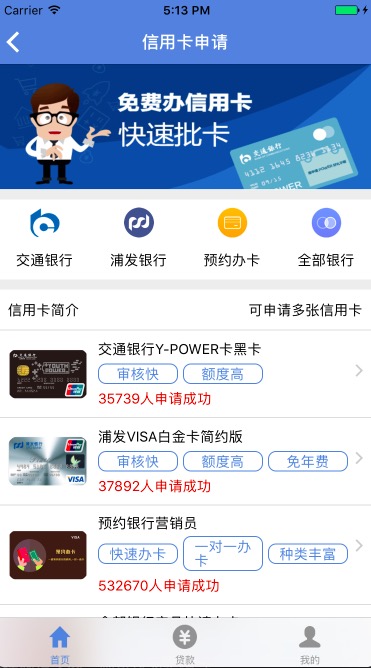 Carrier 5:13 PM
信用卡申请
免费办信用卡
快速批卡
交通银行
交通银行 浦发银行 预约办卡 全部银行
信用卡简介 可申请多张信用卡
交通银行Y-POWER卡黑卡
审核快 额度高
35739人申请成功
浦发VISA白金卡简约版
审核快 额度高 免年费
37892人申请成功
VISA
预约银行营销员
快速办卡 一对一办
卡 种类丰富
预约办卡
532670人申请成功
首页 贷款 我的